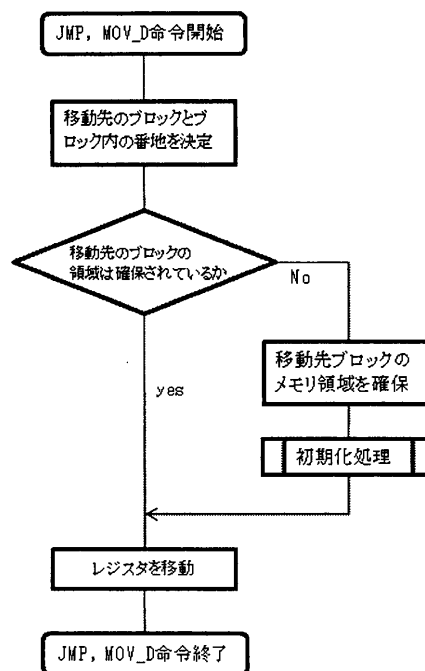 JMP, MOV_D命令開始
移動先のブロックとブ
ロック内の番地を決定
移動先のブロックの
領域は確保されているか
No
yes
移動先ブロックの
メモリ領域を確保
初期化処理
レジスタを移動
JMP, MOV_D命令終了